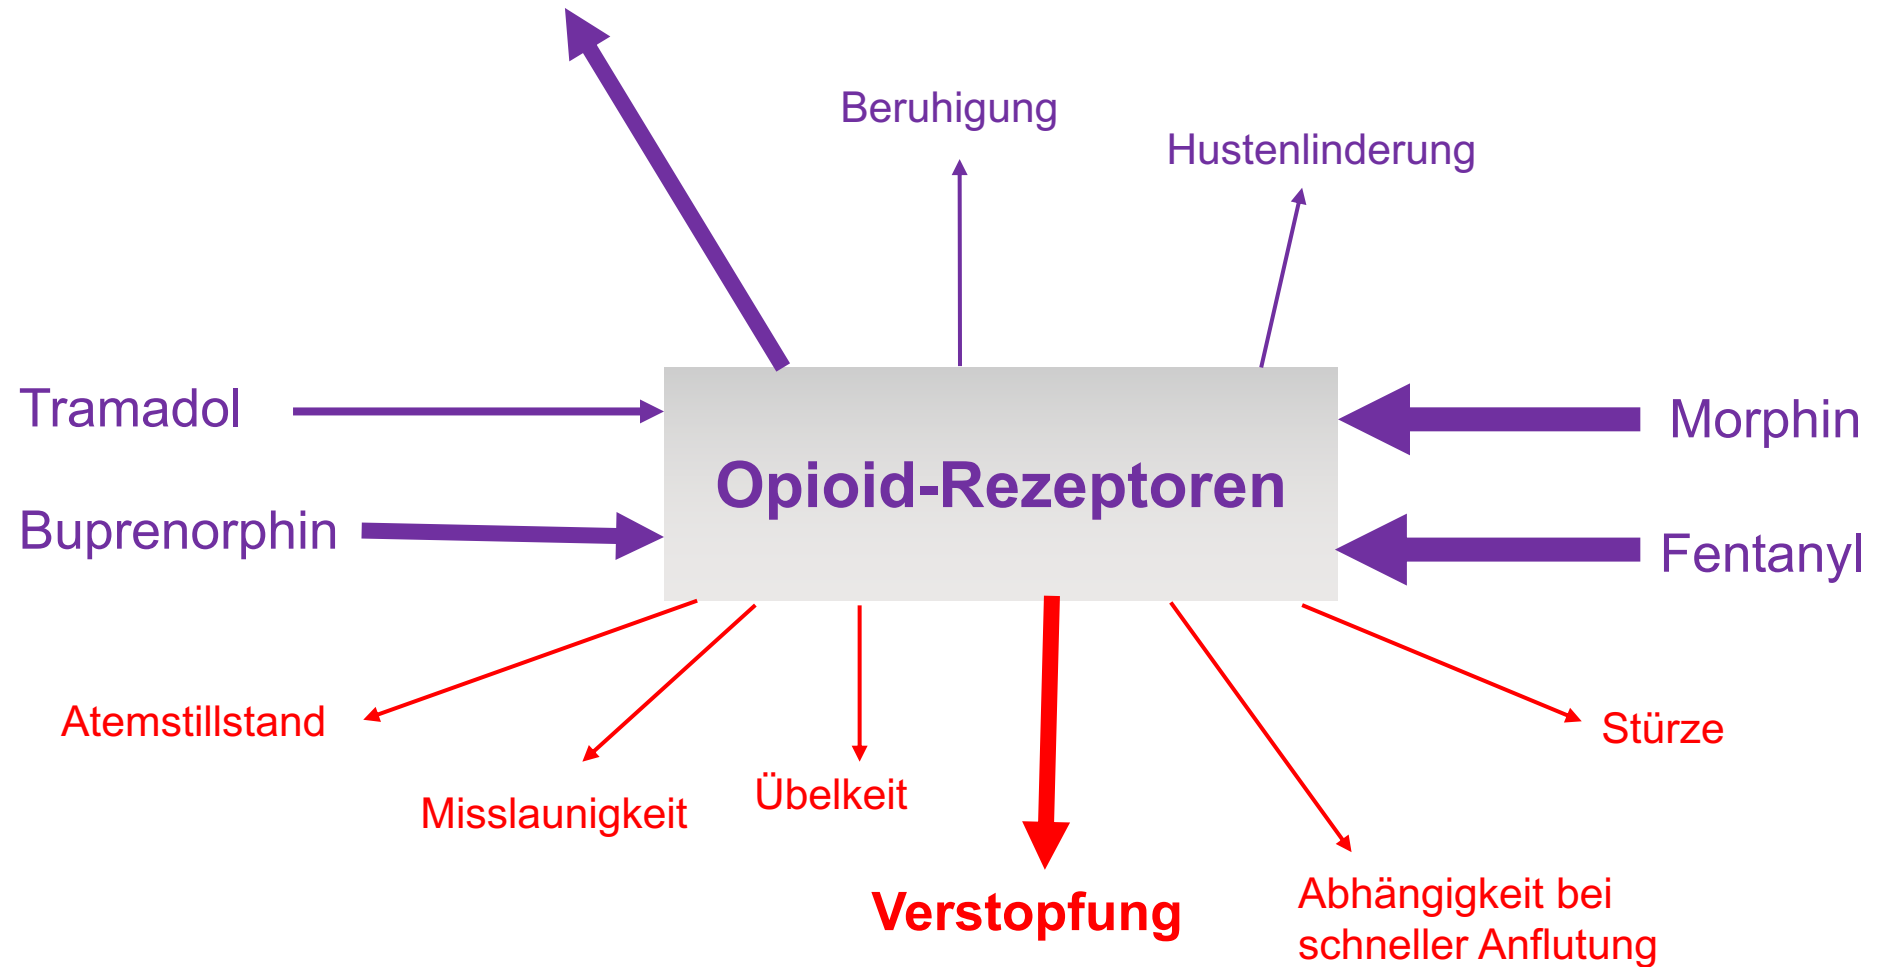 Beruhigung
Hustenlinderung
Tramadol
Morphin
Opioid-Rezeptoren
Buprenorphin
Fentanyl
Atemstillstand
Stürze
Misslaunigkeit
Übelkeit
Verstopfung
Abhängigkeit bei
schneller Anflutung